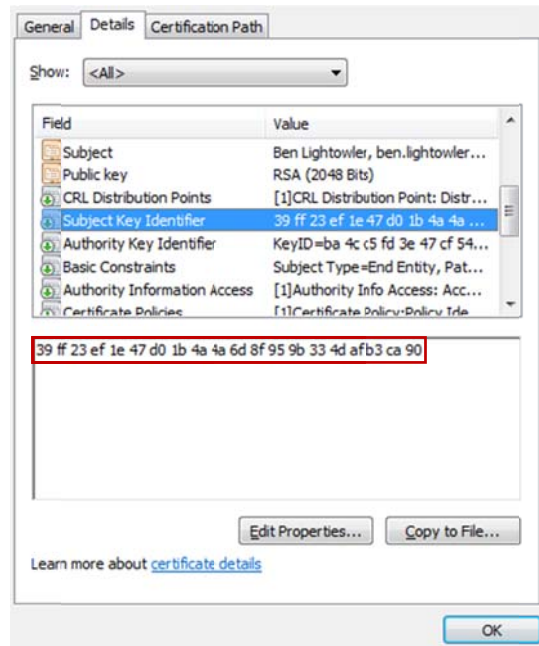 General Details Certification Path
Show: <All>
Field Value
Subject Ben Lightowler, ben.lightowler...
Public key RSA (2048 Bits)
CRL Distribution Points [1]CRL Distribution Point: Distr...
Subject Key Identifier 39 ff 23 ef 1e 47 d0 1b 4a 4a ...
Authority Key Identifier KeyID=ba 4c c5 fd 3e 47 cf 54...
Basic Constraints Subject Type=End Entity, Pat...
Authority Information Access [1]Authority Info Access: Acc...
Certificate Policies [1]Certificate Policy:Policy Ide...
39 ff 23 ef 1e 47 d0 1b 4a 4a 6d 8f 95 9b 33 4d af b3 ca 90
Edit Properties... Copy to File...
Learn more about certificate details
OK